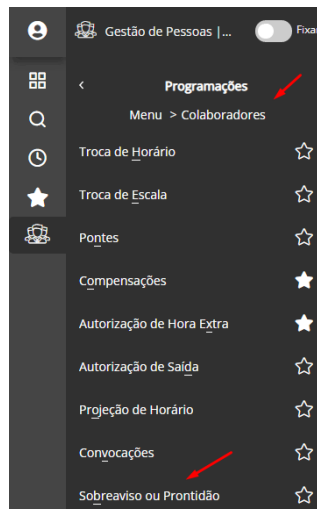 Gestão de Pessoas |...
Fixar
Programações
Menu > Colaboradores
Troca de Horário
Troca de Escala
Pontes
Compensações
Autorização de Hora Extra
Autorização de Saída
Projeção de Horário
Convocações
Sobreaviso ou Prontidão